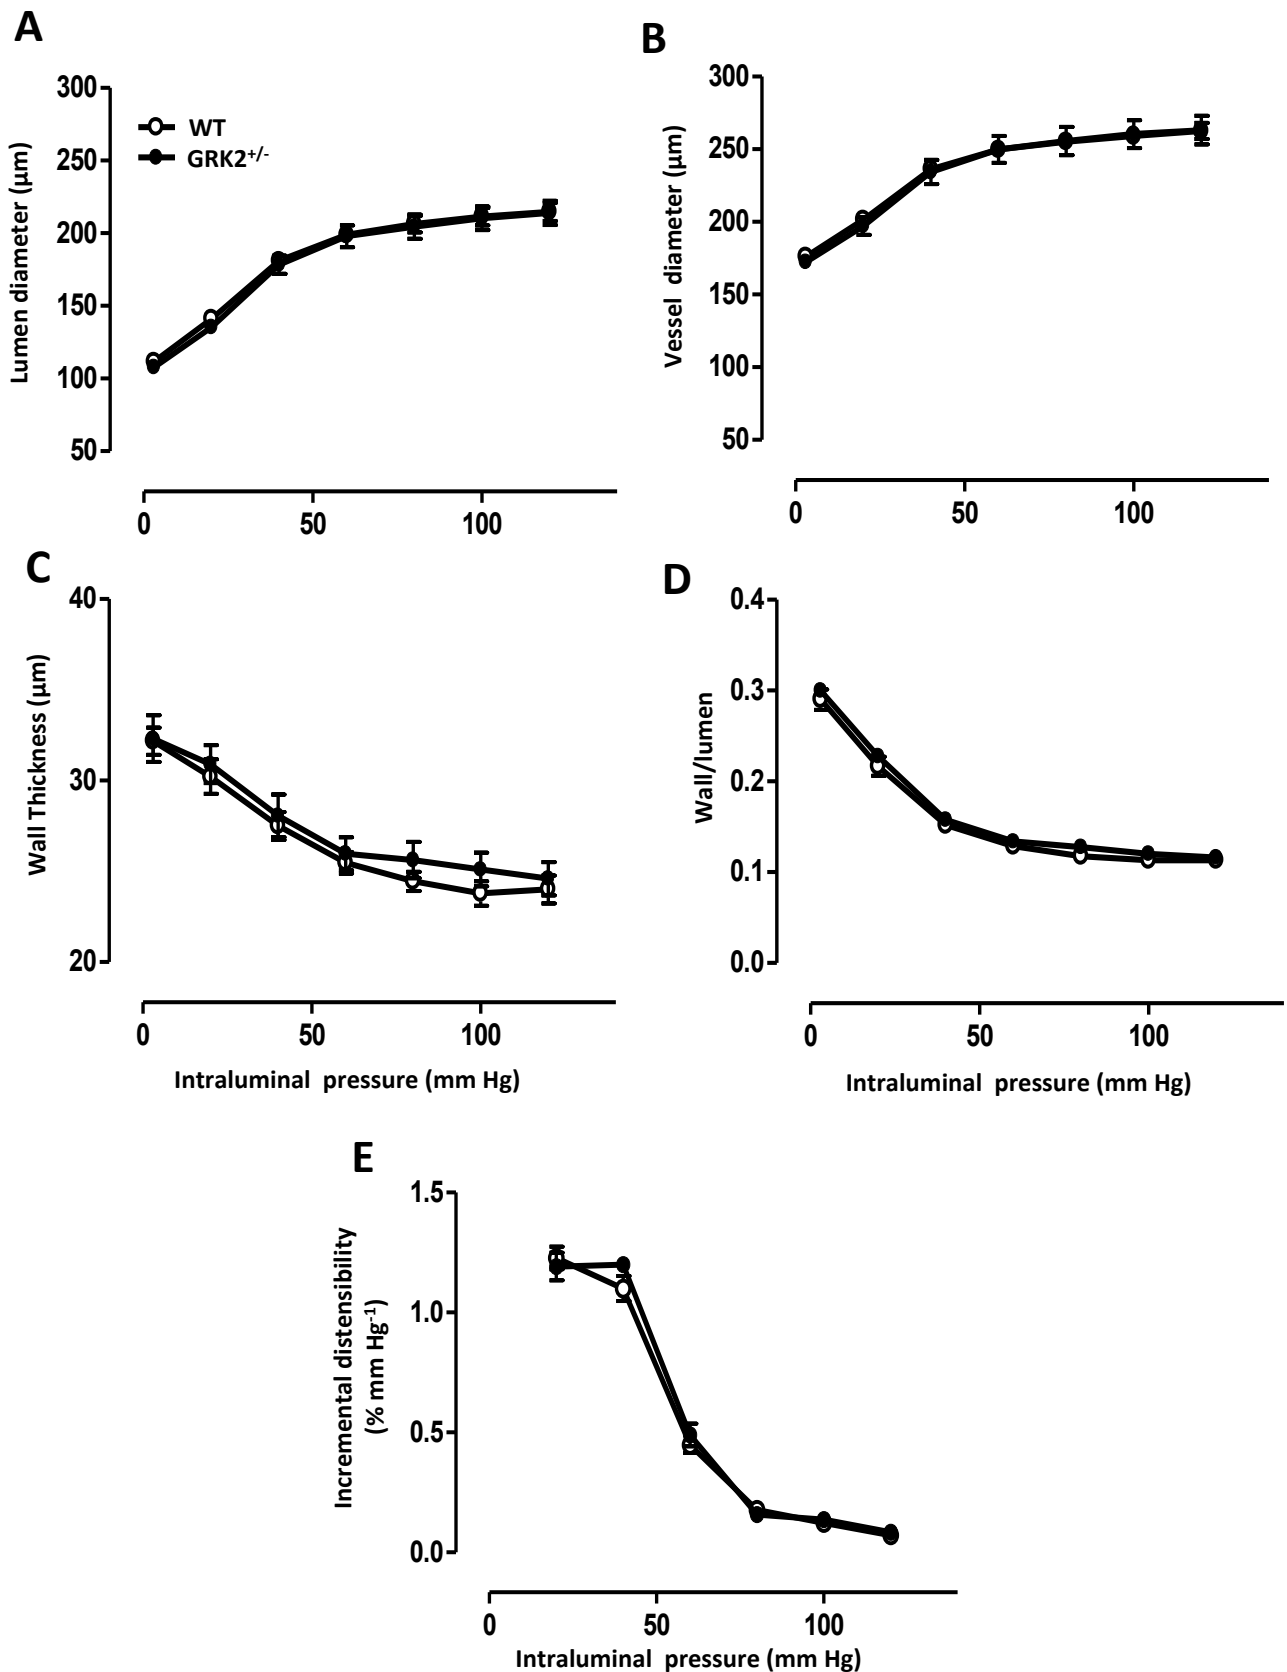 A
Lumen diameter (μm)
300
250
200
150
100
50
WT
GRK2+/-
0
50
100
B
Vessel diameter (μm)
300
250
200
150
100
50
0
50
100
C
Wall Thickness (μm)
40
30
20
0
50
100
Intraluminal pressure (mm Hg)
D
Wall/lumen
0.4
0.3
0.2
0.1
0.0
0
50
100
Intraluminal pressure (mm Hg)
E
Incremental distensibility
(% mm Hg-1)
1.5
1.0
0.5
0.0
0
50
100
Intraluminal pressure (mm Hg)